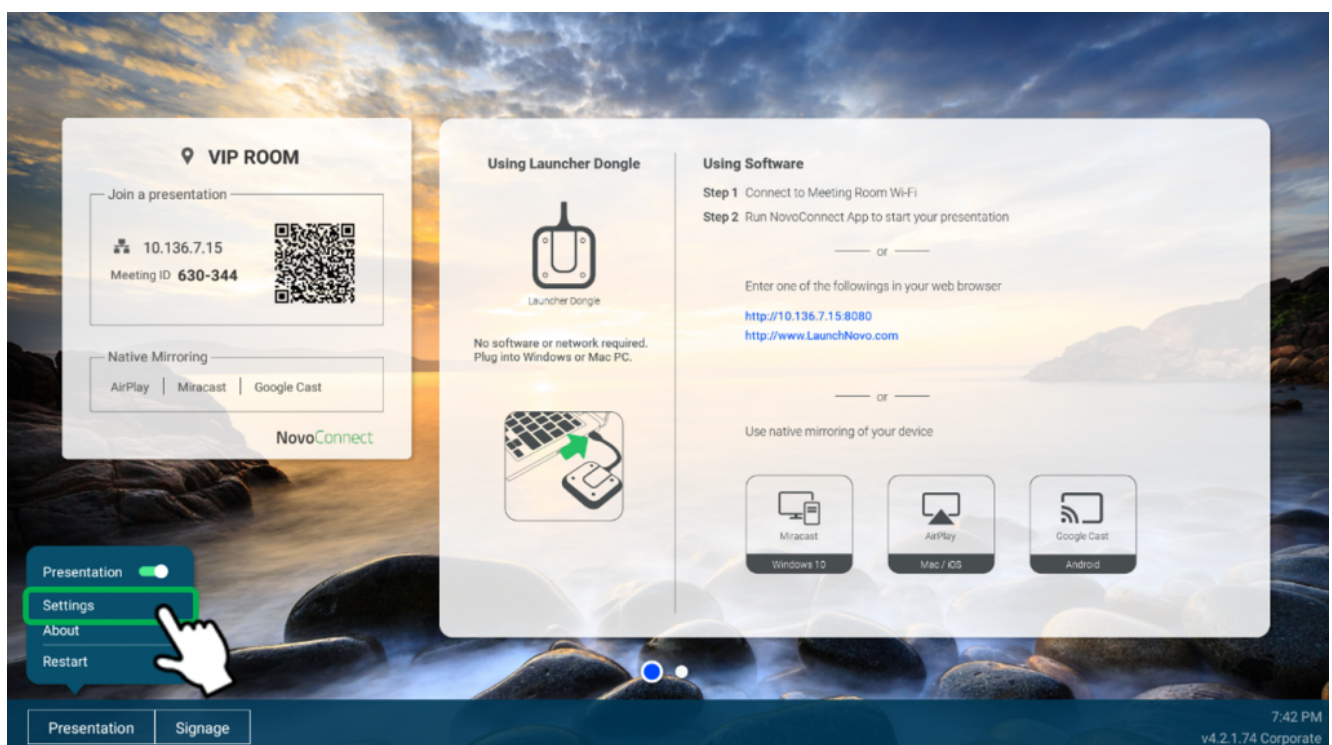 VIP ROOM
Join a presentation
10.136.7.15
Meeting ID 630-344
Native Mirroring
AirPlay | Miracast | Google Cast
NovoConnect
Using Launcher Dongle
Launcher Dongle
No software or network required.
Plug into Windows or Mac PC.
Using Software
Step 1 Connect to Meeting Room Wi-Fi
Step 2 Run NovoConnect App to start your presentation
or
Enter one of the followings in your web browser
http://10.136.7.15:8080
http://www.LaunchNovo.com
or
Use native mirroring of your device
Miracast
Windows 10
AirPlay
Mac / iOS
Google Cast
Android
Presentation
Settings
About
Restart
Presentation
Signage
7:42 PM
v4.2.1.74 Corporate